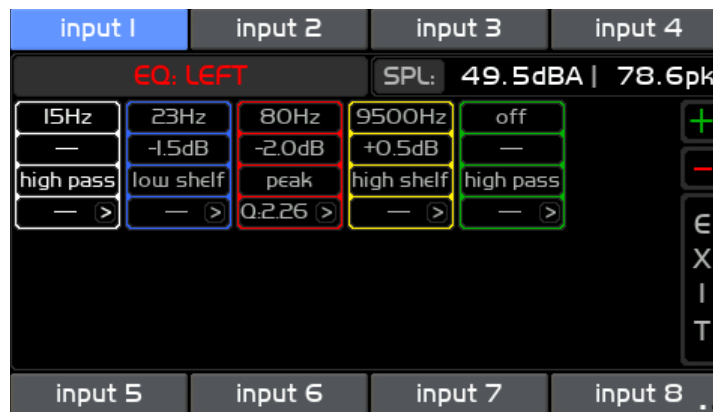 input 1 input 2 input 3 input 4
EQ: LEFT SPL: 49.5dBA | 78.6pk
15Hz 23Hz 80Hz 9500Hz off +
— -1.5dB -2.0dB +0.5dB — −
high pass low shelf peak high shelf high pass
— > — > Q:2.26 > — > — >
E
X
I
T
input 5 input 6 input 7 input 8